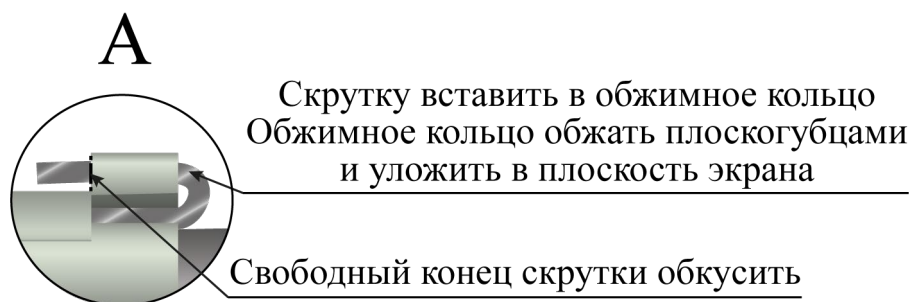 А
Скрутку вставить в обжимное кольцо
Обжимное кольцо обжать плоскогубцами
и уложить в плоскость экрана
Свободный конец скрутки обкусить